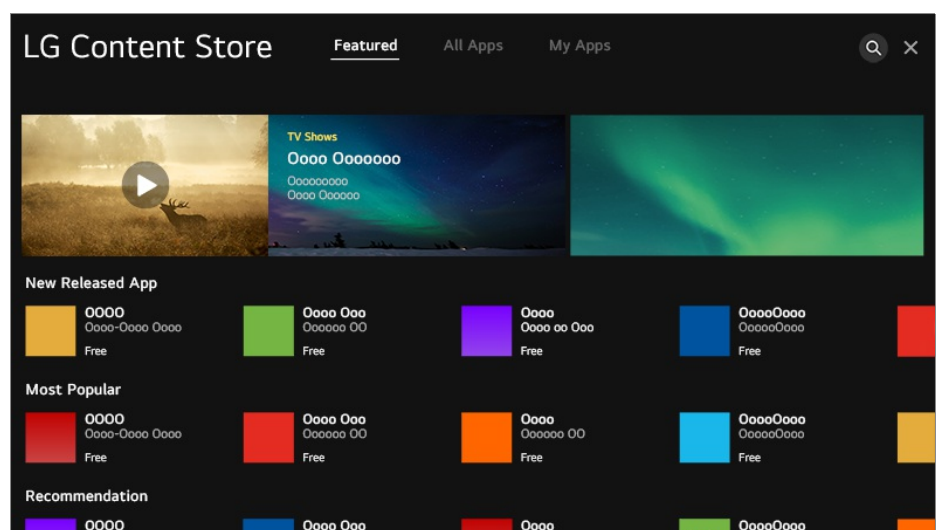 LG Content Store
Featured
All Apps
My Apps
TV Shows
Oooo Ooooooo
Ooooooooo
Oooo Oooooo
New Released App
OOOO
Oooo-Oooo Oooo
Free
Oooo Ooo
Oooooo OO
Free
Oooo
Oooo oo Ooo
Free
OoooOooo
OooooOooo
Free
Most Popular
OOOO
Oooo-Oooo Oooo
Free
Oooo Ooo
Oooooo OO
Free
Oooo
Oooooo OO
Free
OoooOooo
OooooOooo
Free
Recommendation
OOOO
Oooo Ooo
Oooo
OoooOooo